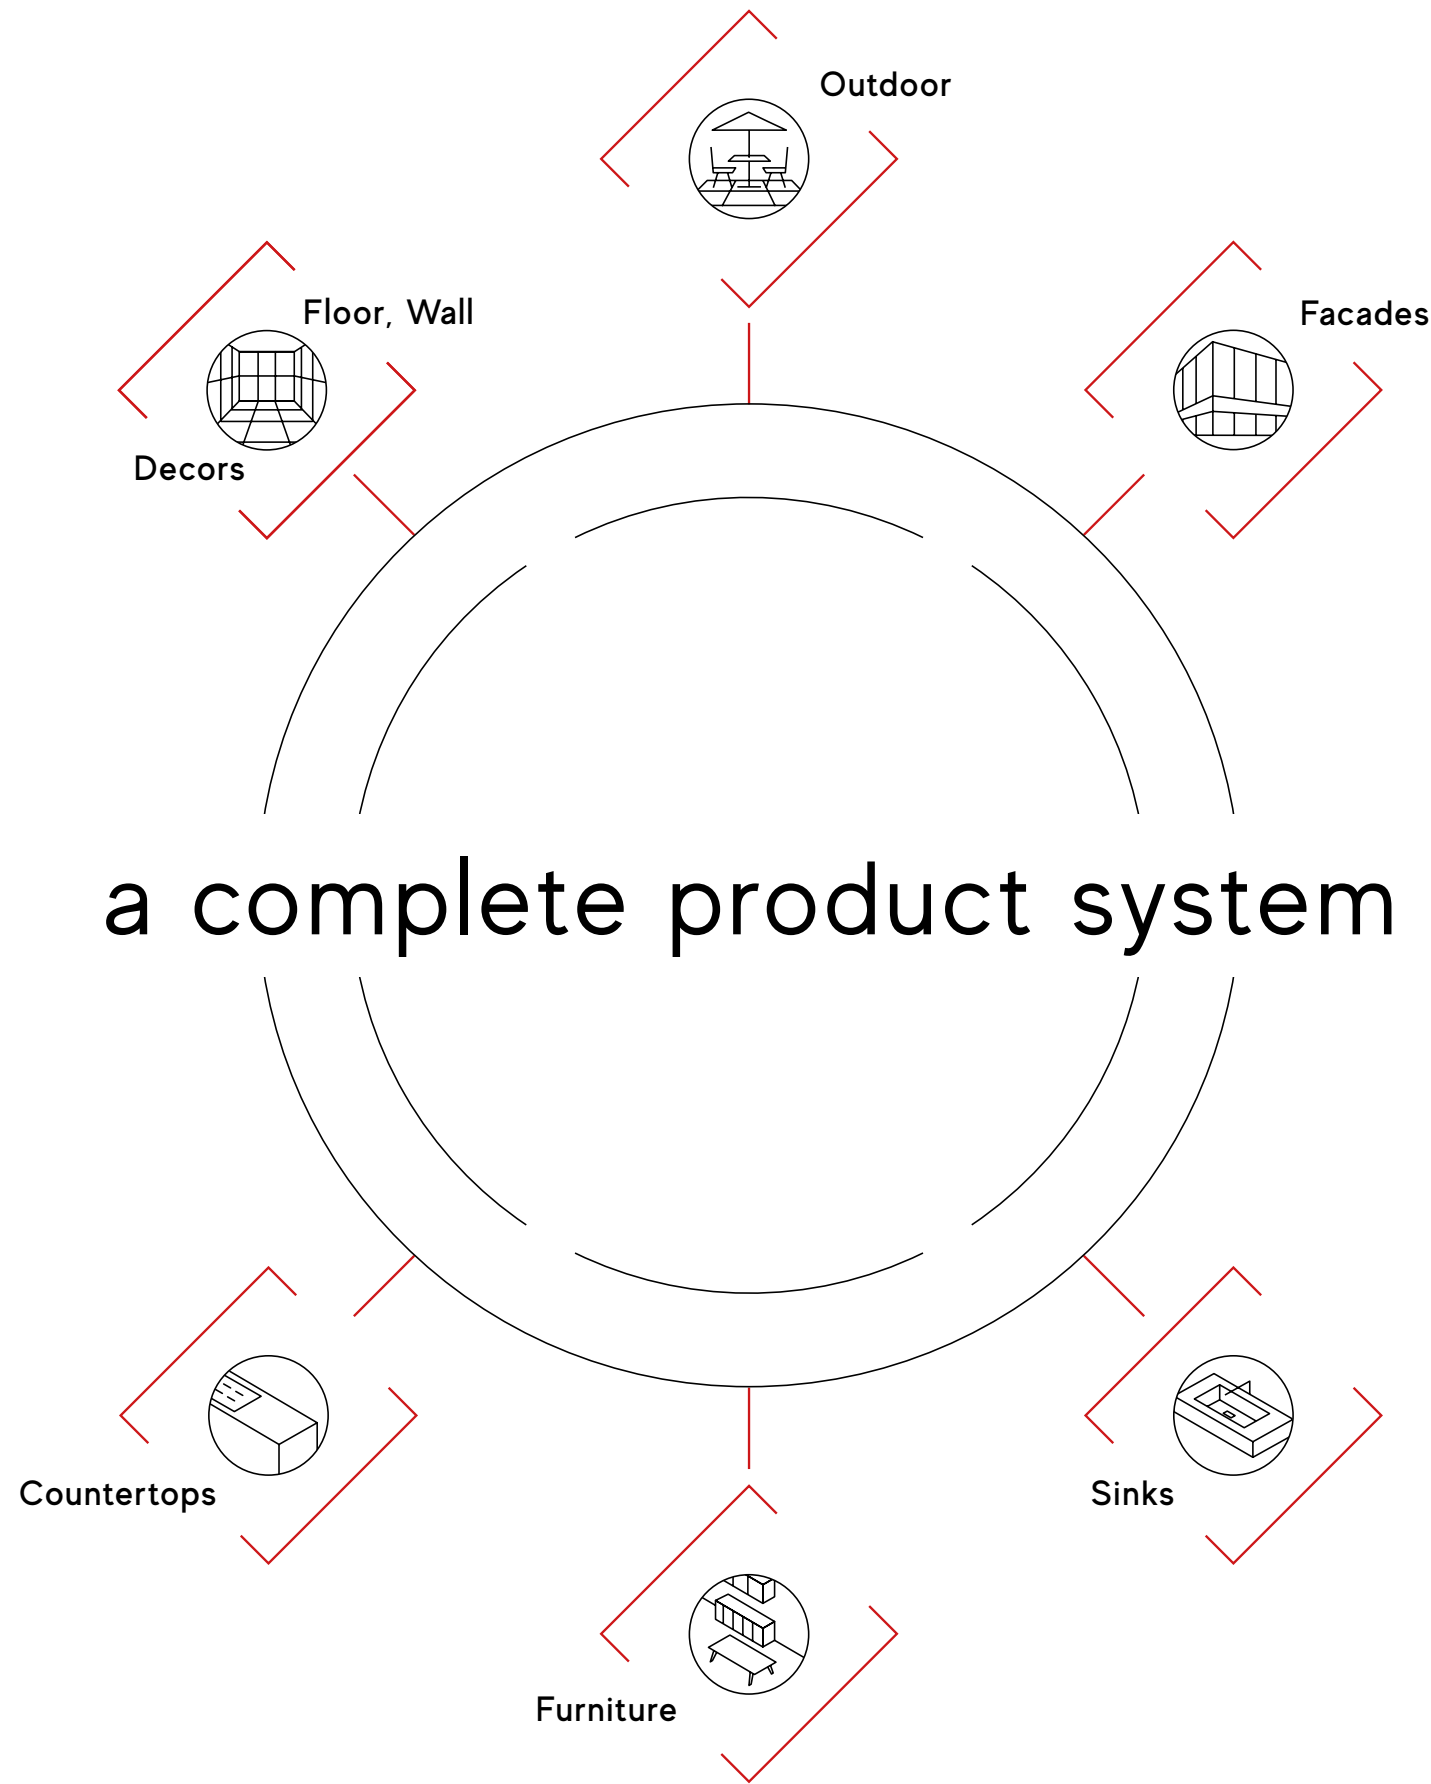 Outdoor
Floor, Wall
Facades
Decors
a complete product system
Countertops
Sinks
Furniture